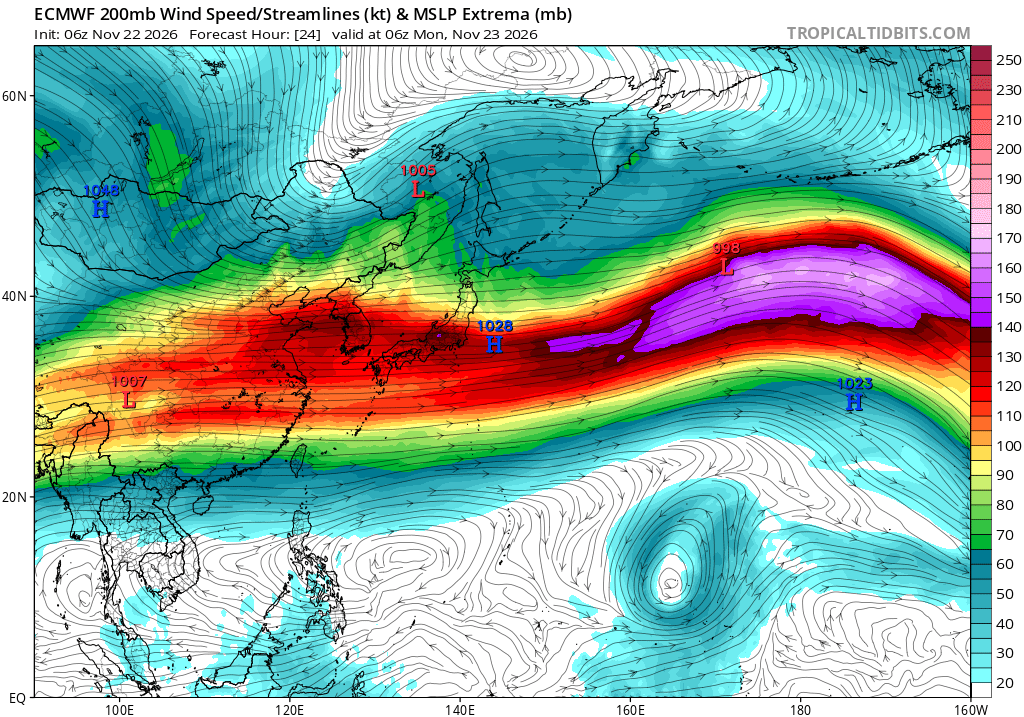 ECMWF 200mb Wind Speed/Streamlines (kt) & MSLP Extrema (mb)
Init: 06z Nov 22 2026 Forecast Hour: [24] valid at 06z Mon, Nov 23 2026
TROPICALTIDBITS.COM
250
230
210
200
190
180
170
160
150
140
130
120
110
100
90
80
70
60
50
40
30
20
60N
40N
20N
EQ
1005
L
1048
H
998
L
1028
H
1007
L
1023
H
100E
120E
140E
160E
180
160W